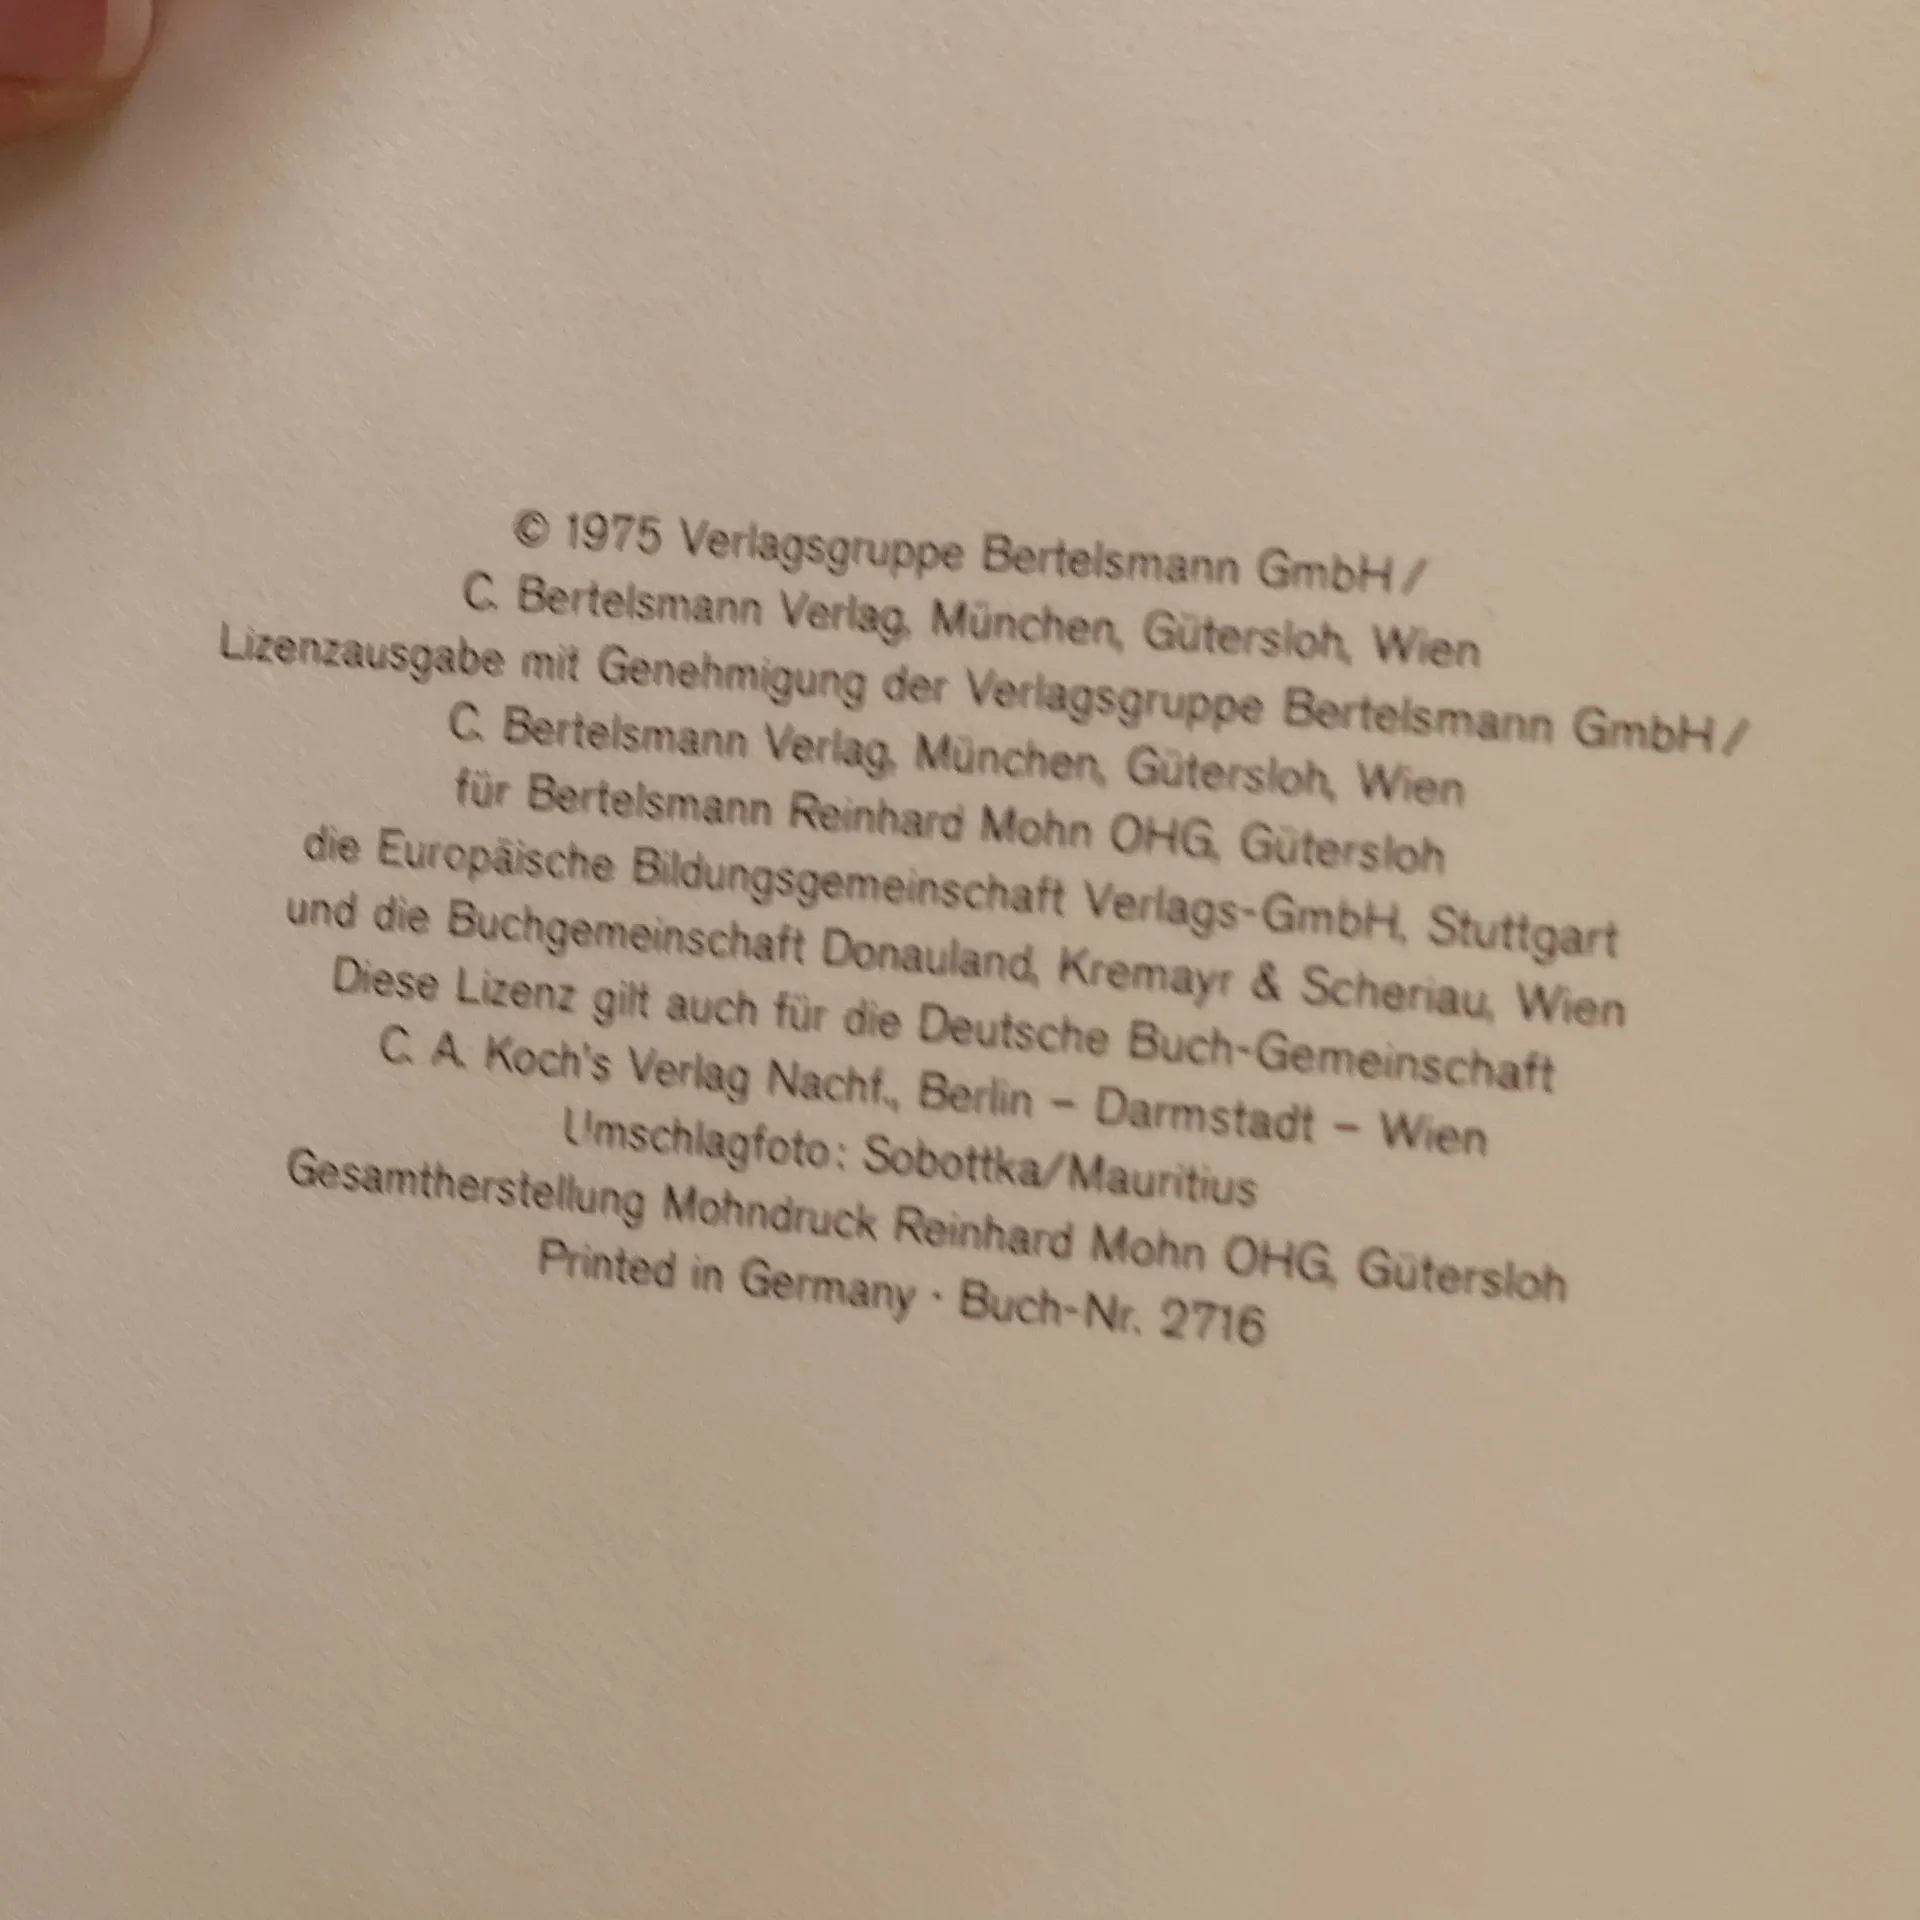 © 1975 Verlagsgruppe Bertelsmann GmbH/
C. Bertelsmann Verlag, München, Gütersloh, Wien
Lizenzausgabe mit Genehmigung der Verlagsgruppe Bertelsmann GmbH/
C. Bertelsmann Verlag, München, Gütersloh, Wien
für Bertelsmann Reinhard Mohn OHG, Gütersloh
die Europäische Bildungsgemeinschaft Verlags-GmbH, Stuttgart
und die Buchgemeinschaft Donauland, Kremayr & Scheriau, Wien
Diese Lizenz gilt auch für die Deutsche Buch-Gemeinschaft
C. A. Koch's Verlag Nachf., Berlin – Darmstadt – Wien
Umschlagfoto: Sobottka/Mauritius
Gesamtherstellung Mohndruck Reinhard Mohn OHG, Gütersloh
Printed in Germany · Buch-Nr. 2716